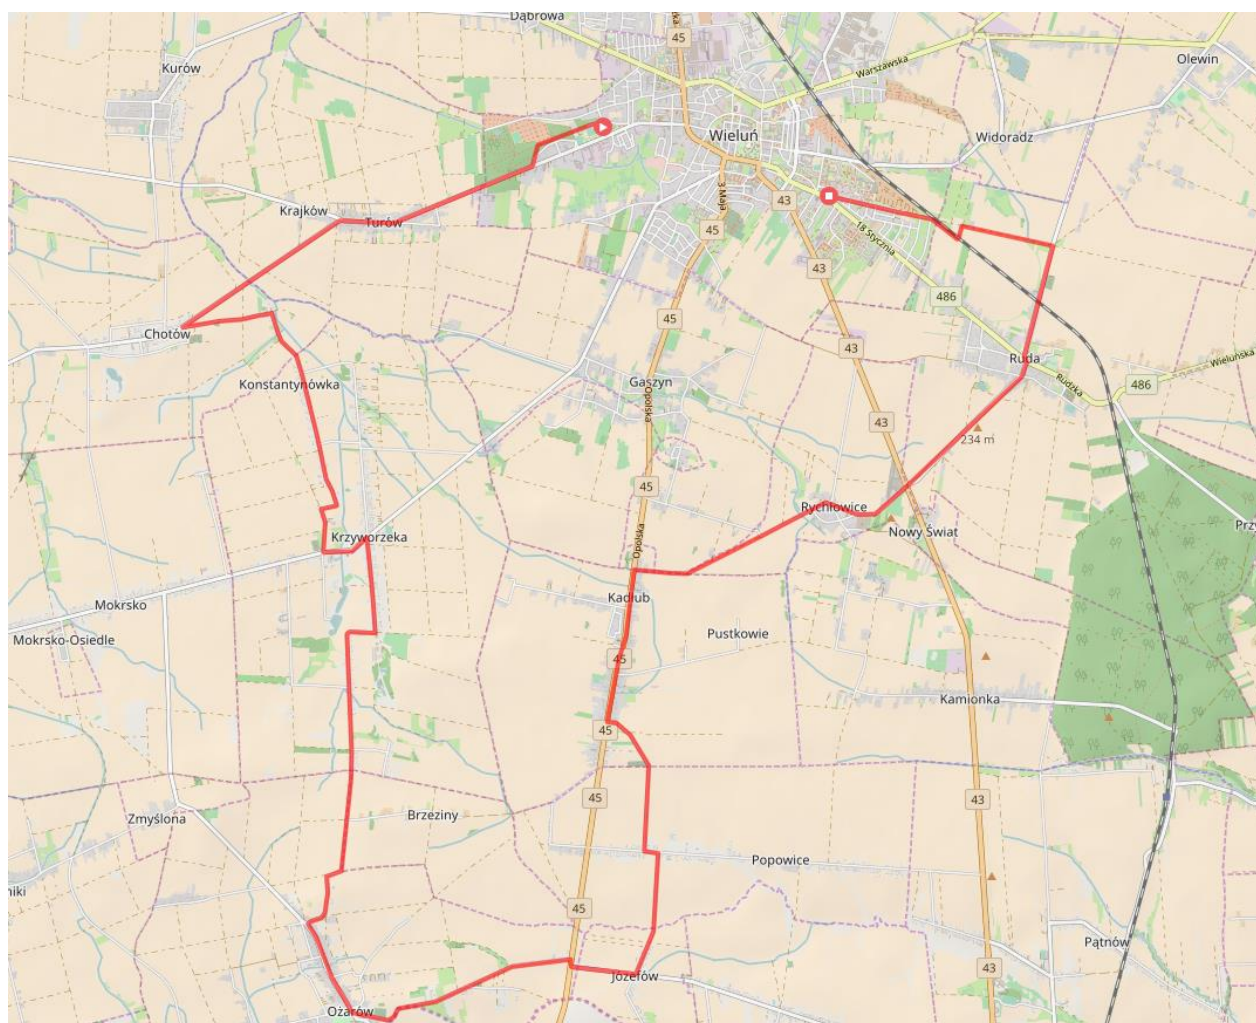 Dąbrowa
45
Kurów
Warszawska
Olewin
Wieluń
Widoradz
3 Maja
43
Krajków
Turów
45
18 Stycznia
43
486
45
Chotów
43
Ruda
Wieluńska
Konstantynówka
Gaszyn
Opolska
Rudzka
486
43
234 m
45
Rychłowice
Krzyworzeka
Opolska
Nowy Świat
Mokrsko
Kadłub
Mokrsko-Osiedle
Pustkowie
45
Kamionka
45
45
43
Zmyślona
Brzeziny
Popowice
niki
45
Pątnów
43
Józefów
Ożarów